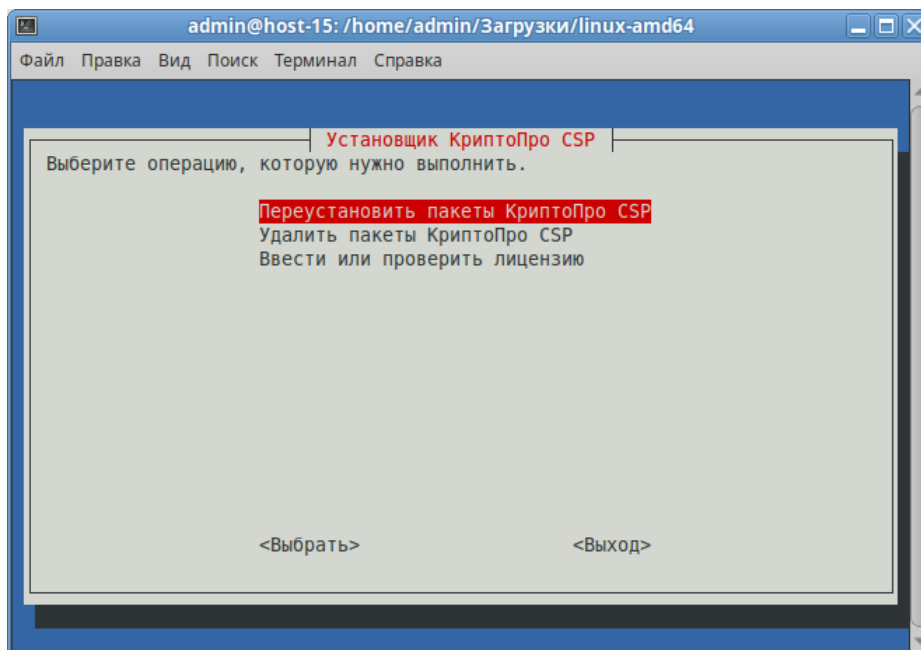 admin@host-15: /home/admin/Загрузки/linux-amd64
Файл Правка Вид Поиск Терминал Справка
Установщик КриптоПро CSP
Выберите операцию, которую нужно выполнить.
Переустановить пакеты КриптоПро CSP
Удалить пакеты КриптоПро CSP
Ввести или проверить лицензию
<Выбрать> <Выход>